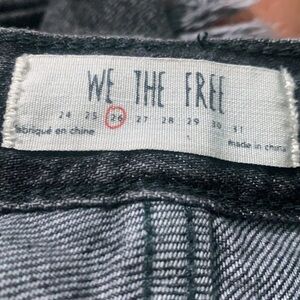 WE THE FREE
24 25 26 27 28 29 30 31
fabriqué en chine
made in china